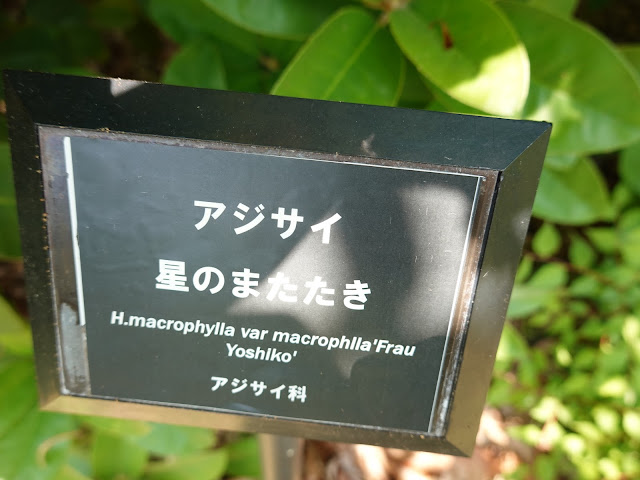 アジサイ
星のまたたき
H.macrophylla var macrophlla'Frau
Yoshiko'
アジサイ科